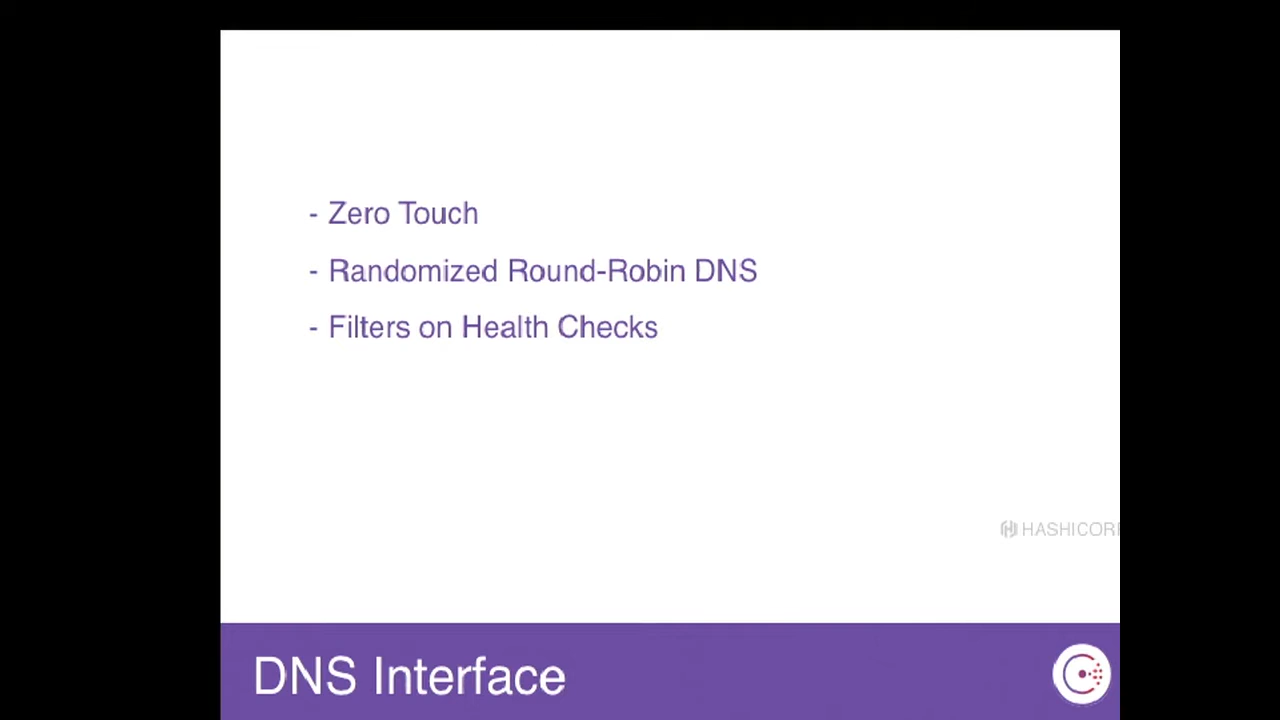 - Zero Touch
- Randomized Round-Robin DNS
- Filters on Health Checks
HASHICORP
DNS Interface